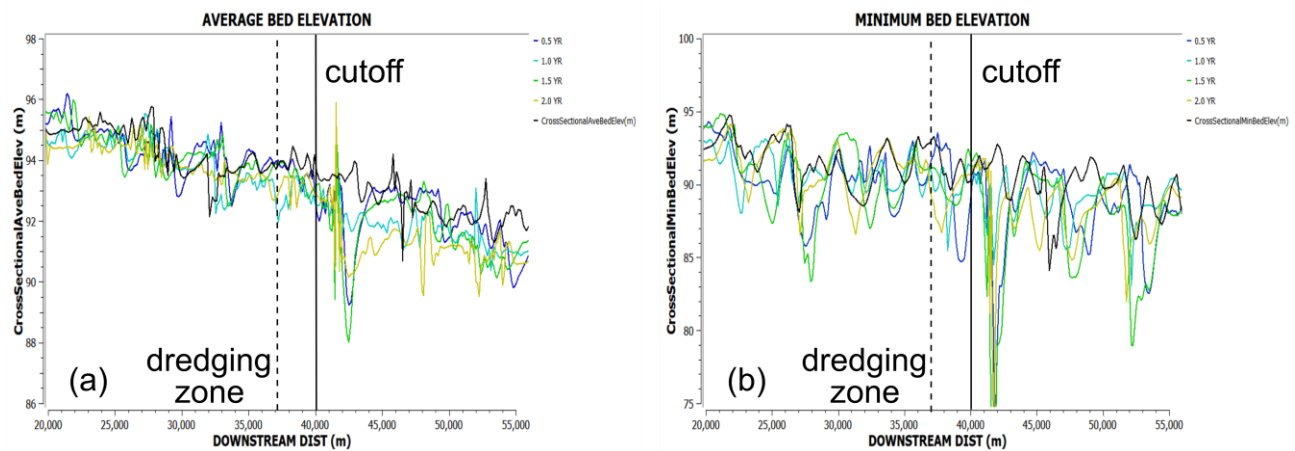 AVERAGE BED ELEVATION
CrossSectionalAveBedElev (m)
98
96
94
92
90
88
86
cutoff
dredging
zone
(a)
0.5 YR
1.0 YR
1.5 YR
2.0 YR
CrossSectionalAveBedElev(m)
20,000 25,000 30,000 35,000 40,000 45,000 50,000 55,000
DOWNSTREAM DIST (m)
MINIMUM BED ELEVATION
CrossSectionalMinBedElev (m)
100
95
90
85
80
75
cutoff
dredging
zone
(b)
0.5 YR
1.0 YR
1.5 YR
2.0 YR
CrossSectionalMinBedElev(m)
20,000 25,000 30,000 35,000 40,000 45,000 50,000 55,000
DOWNSTREAM DIST (m)